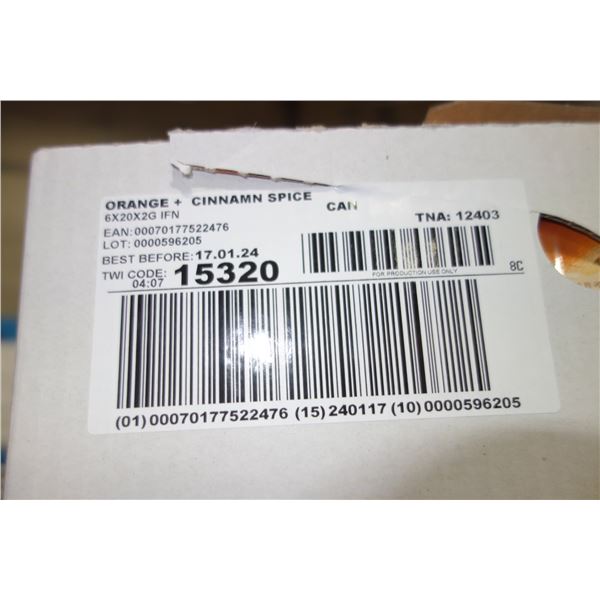 ORANGE + CINNAMN SPICE
6X20X2G IFN CAN TNA: 12403
EAN:00070177522476
LOT: 0000596205
BEST BEFORE:17.01.24
TWI CODE: 15320
FOR PRODUCTION USE ONLY
8C
04:07
(01)00070177522476 (15)240117(10)0000596205